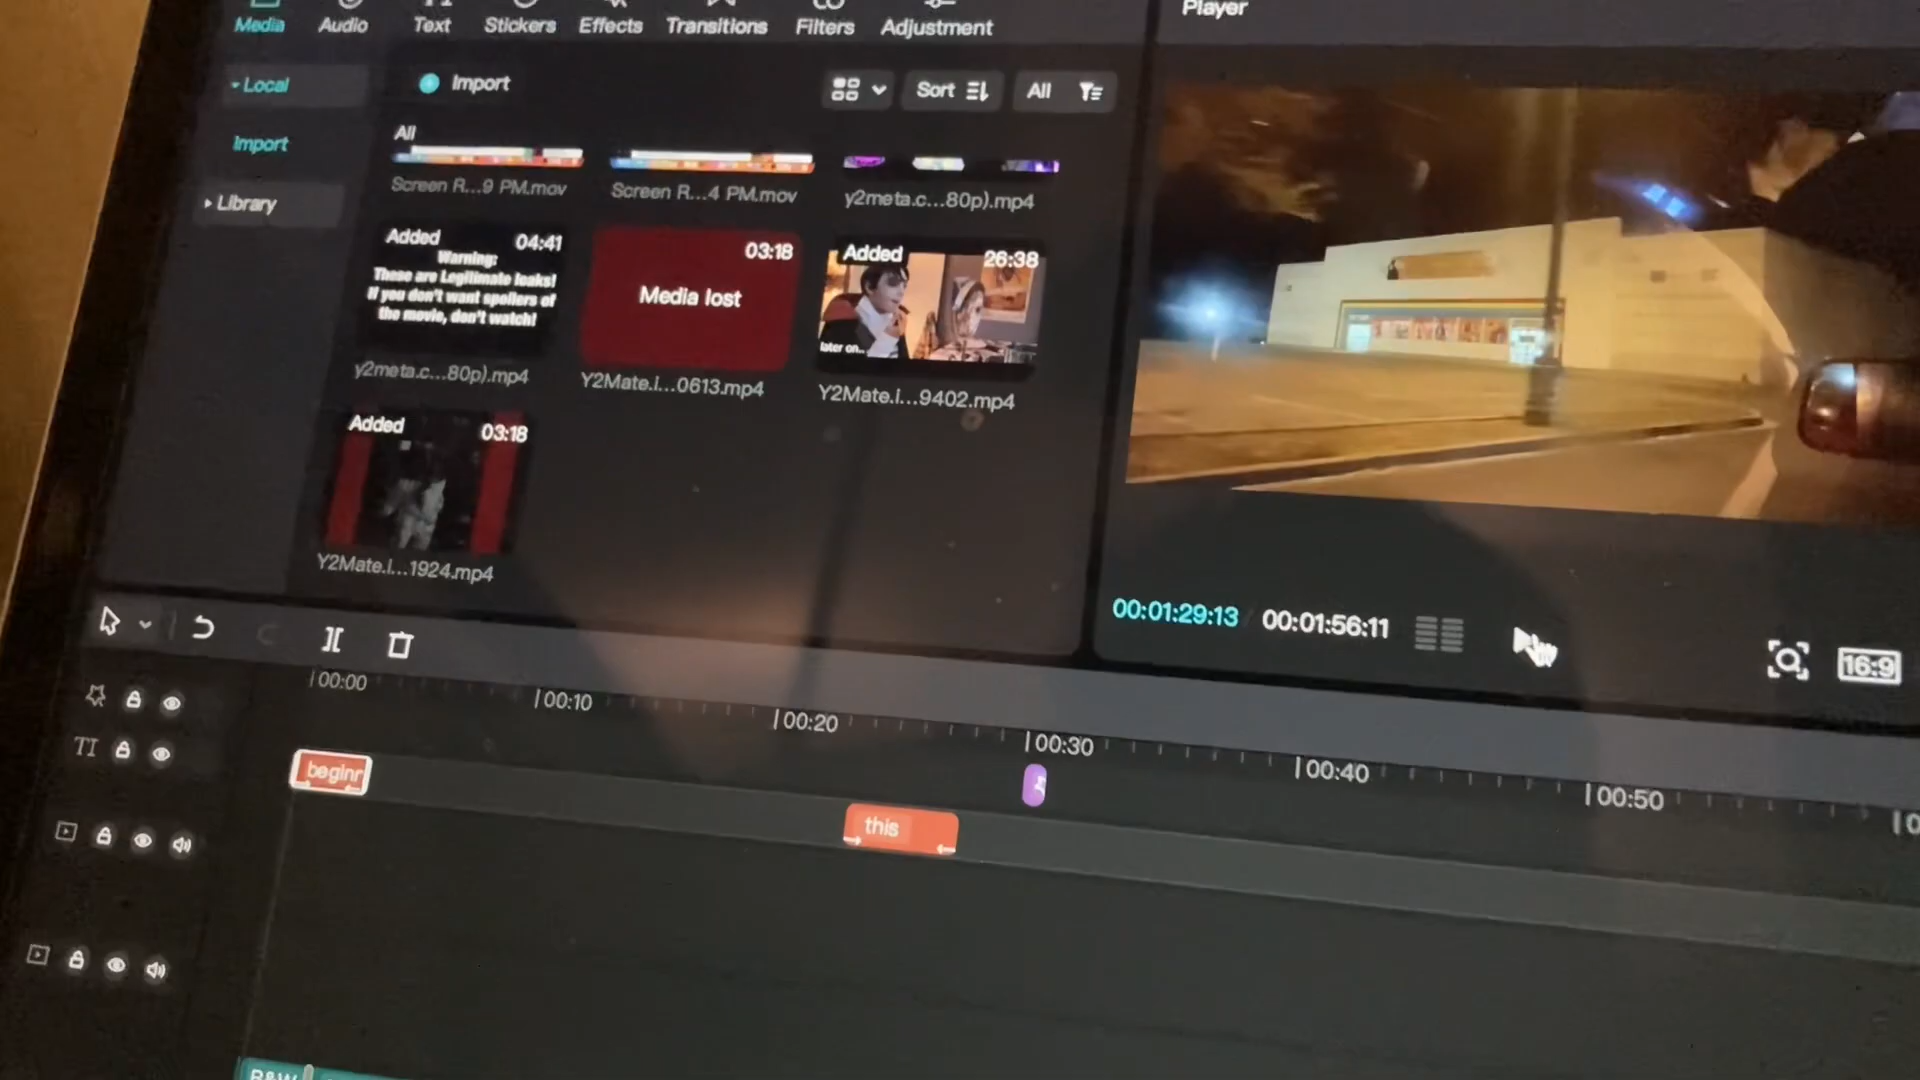 Media Audio Text Stickers Effects Transitions Filters Adjustment
Player
Local
Import
Sort
All
Import
All
Library
Screen R...9 PM.mov
Screen R...4 PM.mov
y2meta.c...80p).mp4
Added
04:41
Warning:
These are Legitimate leaks!
If you don't want spoilers of
the movie, don't watch!
03:18
Media lost
Added
26:38
later on..
y2meta.c...80p).mp4
Y2Mate.i...0613.mp4
Y2Mate.i...9402.mp4
Added
03:18
Y2Mate.i...1924.mp4
00:01:29:13
00:01:56:11
16:9
00:00
00:10
00:20
00:30
00:40
00:50
TI
beginr
this